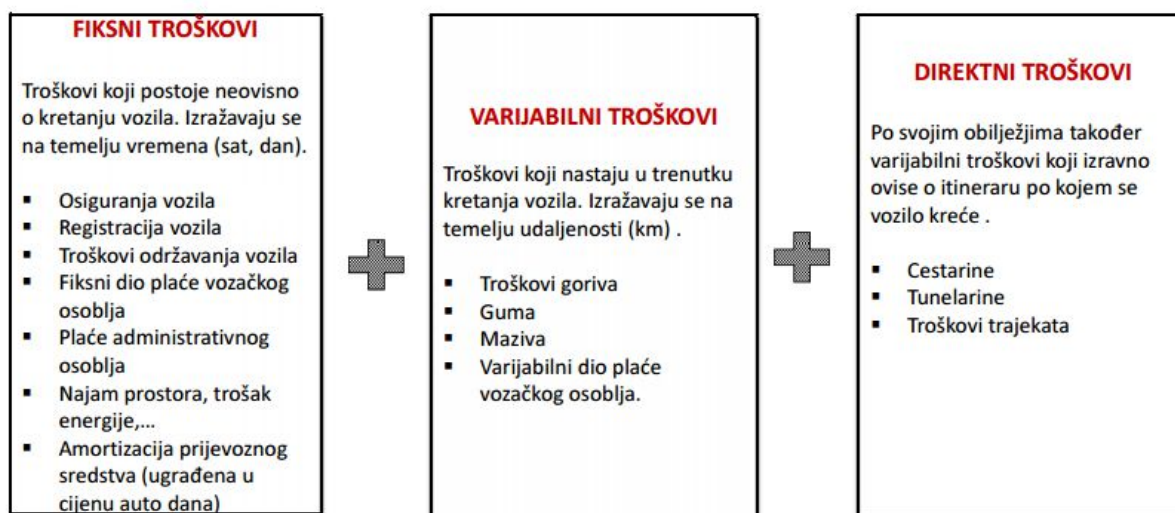 FIKSNI TROŠKOVI
Troškovi koji postoje neovisno
o kretanju vozila. Izražavaju se
na temelju vremena (sat, dan).
▪ Osiguranja vozila
▪ Registracija vozila
▪ Troškovi održavanja vozila
▪ Fiksni dio plaće vozačkog
osoblja
▪ Plaće administrativnog
osoblja
▪ Najam prostora, trošak
energije,...
▪ Amortizacija prijevoznog
sredstva (ugrađena u
cijenu auto dana)
VARIJABILNI TROŠKOVI
Troškovi koji nastaju u trenutku
kretanja vozila. Izražavaju se na
temelju udaljenosti (km) .
▪ Troškovi goriva
▪ Guma
▪ Maziva
▪ Varijabilni dio plaće
vozačkog osoblja.
DIREKTNI TROŠKOVI
Po svojim obilježjima također
varijabilni troškovi koji izravno
ovise o itineraru po kojem se
vozilo kreće .
▪ Cestarine
▪ Tunelarine
▪ Troškovi trajekata